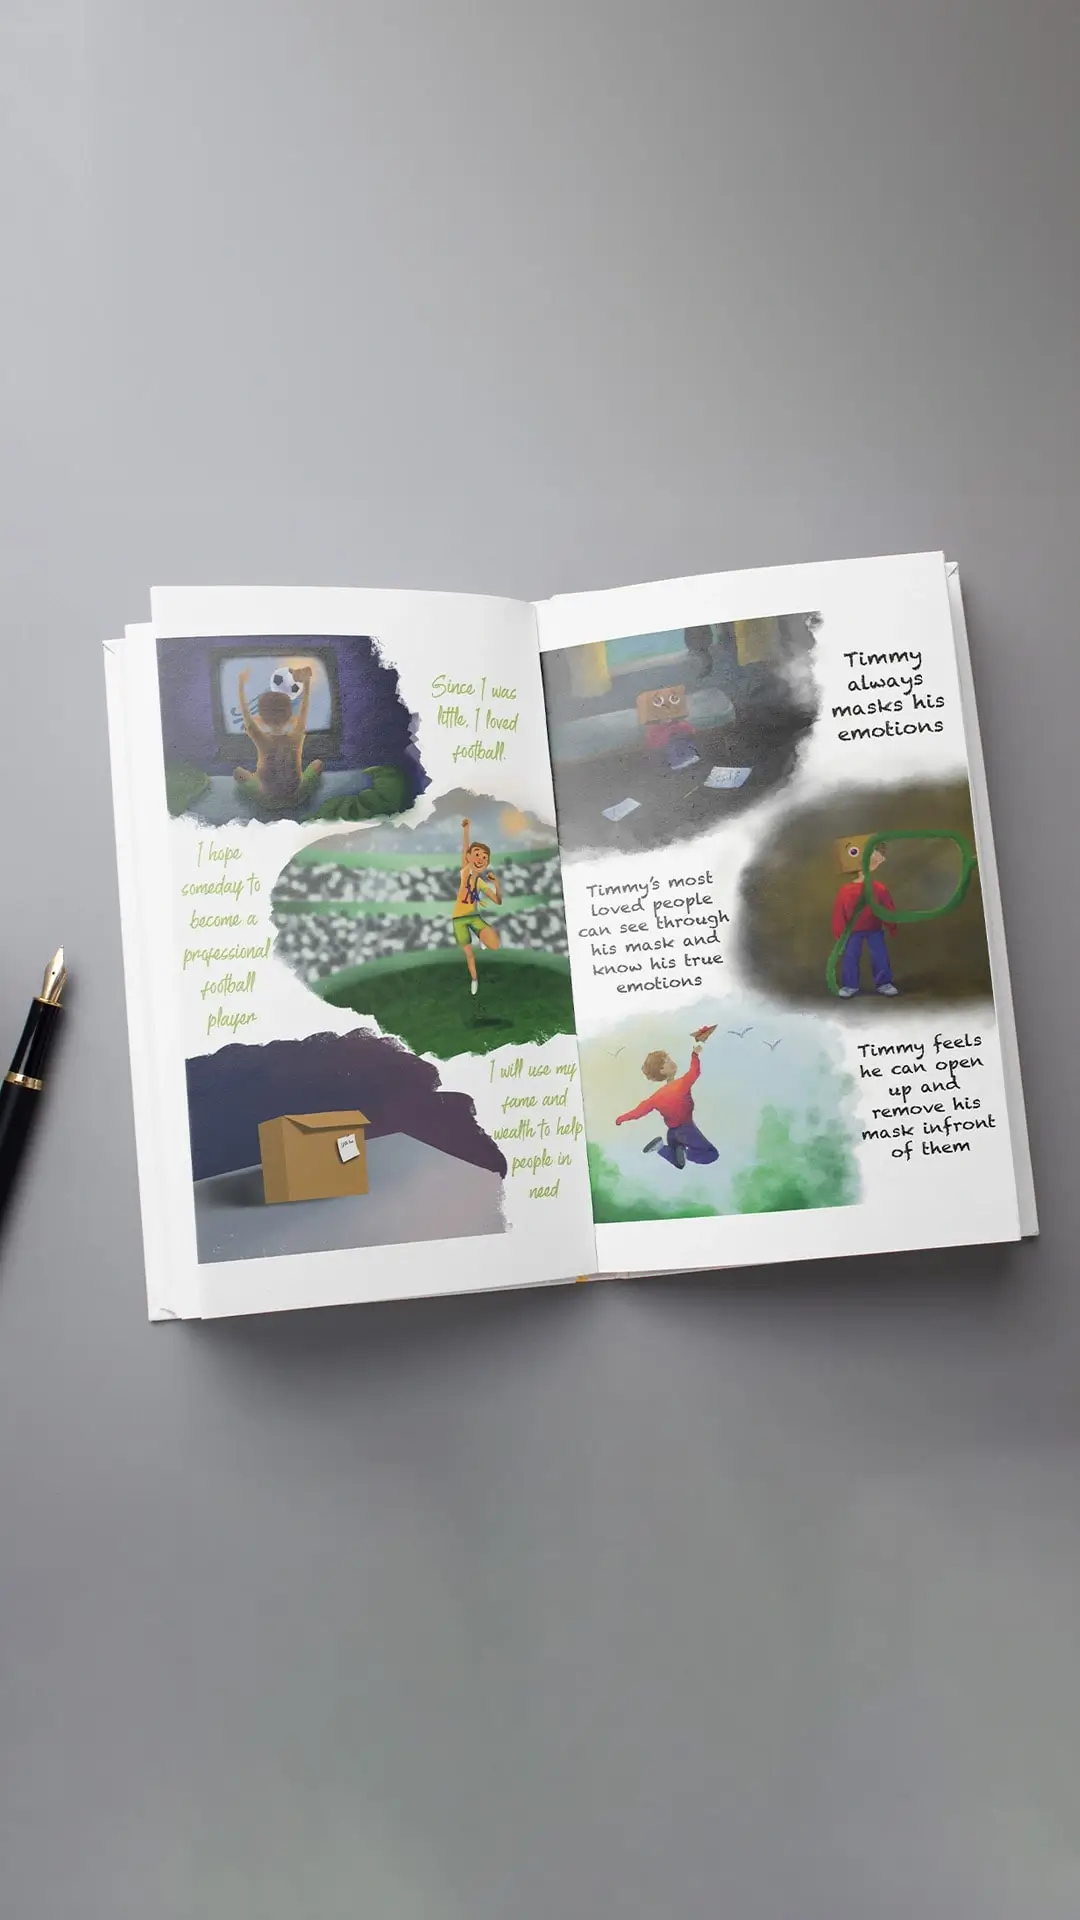 Since I was
little, I loved
football.
I hope
someday to
become a
professional
football
player
I will use my
fame and
wealth to help
people in
need
Timmy
always
masks his
emotions
Timmy's most
loved people
can see through
his mask and
know his true
emotions
Timmy feels
he can open
up and
remove his
mask infront
of them